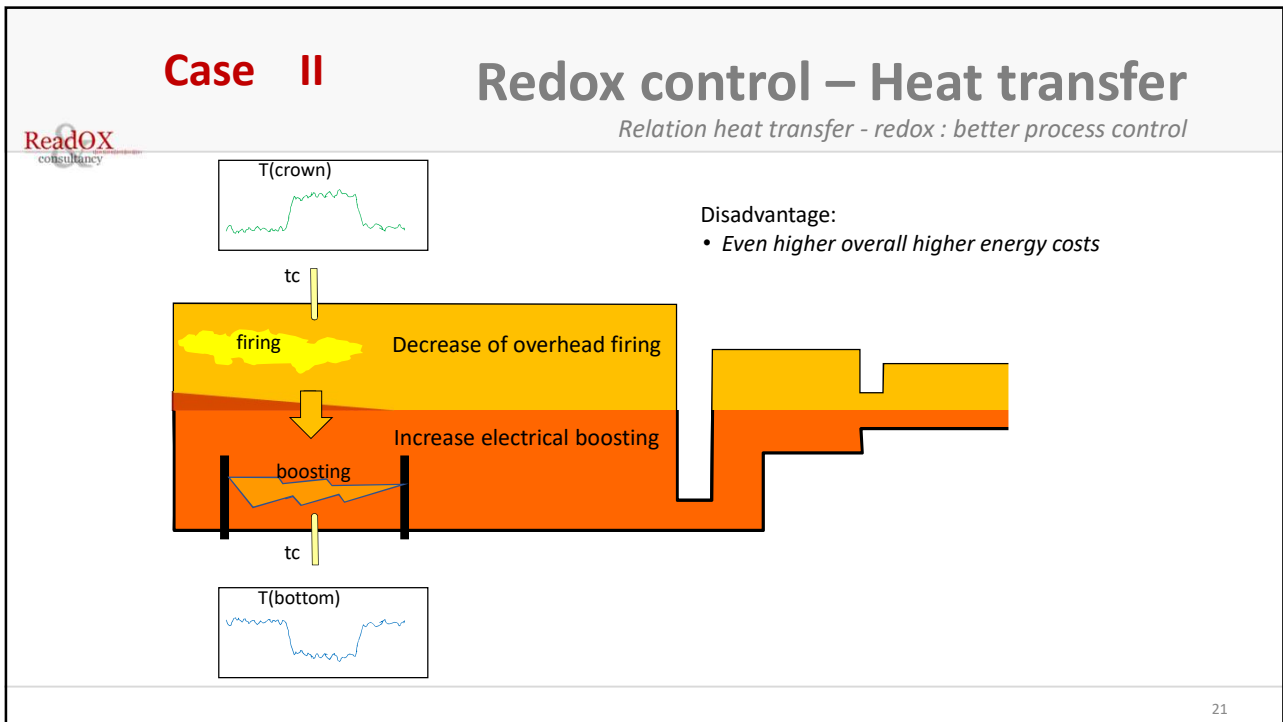 Case II
Redox control – Heat transfer
Relation heat transfer - redox : better process control
ReadOX
&
consultancy
T(crown)
Disadvantage:
• Even higher overall higher energy costs
tc
firing
Decrease of overhead firing
Increase electrical boosting
boosting
tc
T(bottom)
21